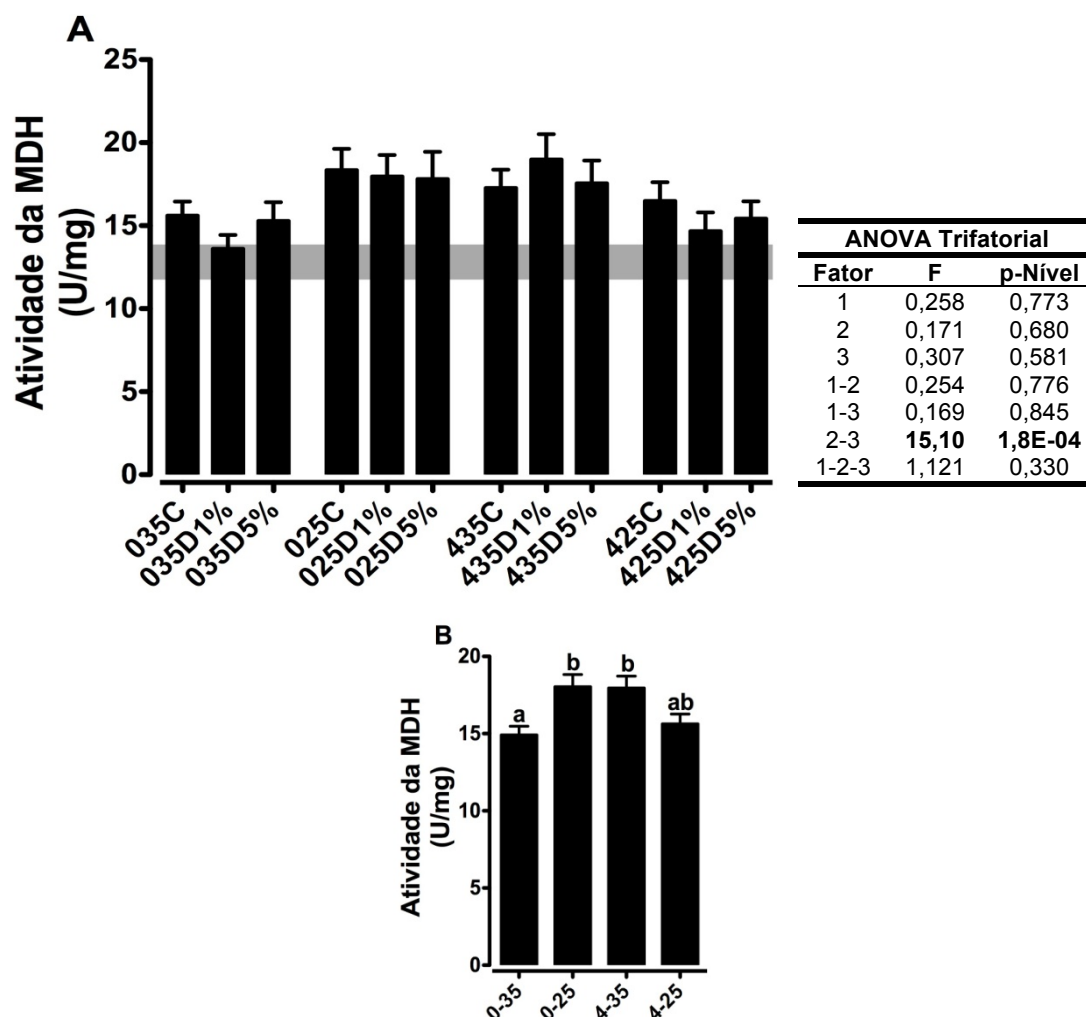 A
Atividade da MDH
(U/mg)
25
20
15
10
5
0
035C
035D1%
035D5%
025C
025D1%
025D5%
435C
435D1%
435D5%
425C
425D1%
425D5%
ANOVA Trifatorial
Fator F p-Nível
1 0,258 0,773
2 0,171 0,680
3 0,307 0,581
1-2 0,254 0,776
1-3 0,169 0,845
2-3 15,10 1,8E-04
1-2-3 1,121 0,330
B
Atividade da MDH
(U/mg)
20
15
10
5
0
a
b
b
ab
0-35
0-25
4-35
4-25